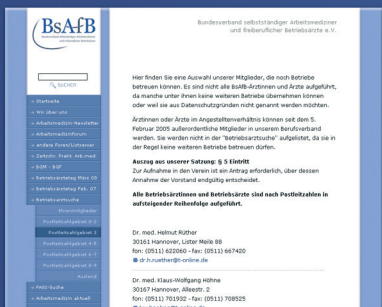 BsAfB
Bundesverband selbstständiger Arbeitsmediziner
und freiberuflicher Betriebsärzte e.V.
SUCHEN
Startseite
Wir über uns
Arbeitsmedizin-Newsletter
Arbeitsmedizinforum
andere Foren/Listserver
Zeitschr. Prakt. Arb.med.
BGM - BGF
Betriebsärztetag März 05
Betriebsärztetag Feb. 07
Betriebsarztsuche
Ehrenmitglieder
Postleitzahlgebiet 0-2
Postleitzahlgebiet 3
Postleitzahlgebiet 4-5
Postleitzahlgebiet 6-7
Postleitzahlgebiet 8-9
Ausland
PASS-Suche
Arbeitsmedizin aktuell
Hier finden Sie eine Auswahl unserer Mitglieder, die noch Betriebe
betreuen können. Es sind nicht alle BsAfB-Ärztinnen und Ärzte aufgeführt,
da manche unter ihnen keine weiteren Betriebe übernehmen können
oder weil sie aus Datenschutzgründen nicht genannt werden möchten.
Ärztinnen oder Ärzte im Angestelltenverhältnis können seit dem 5.
Februar 2005 außerordentliche Mitglieder in unserem Berufsverband
werden. Sie werden nicht in der "Betriebsarztsuche" aufgelistet, da sie in
der Regel keine weiteren Betriebe betreuen dürfen.
Auszug aus unserer Satzung: § 5 Eintritt
Zur Aufnahme in den Verein ist ein Antrag erforderlich, über dessen
Annahme der Vorstand endgültig entscheidet.
Alle Betriebsärztinnen und Betriebsärzte sind nach Postleitzahlen in
aufsteigender Reihenfolge aufgeführt.
Dr. med. Helmut Rüther
30161 Hannover, Lister Meile 88
fon: (0511) 622060 - fax: (0511) 667420
dr.h.ruether@t-online.de
Dr. med. Klaus-Wolfgang Höhne
30167 Hannover, Alleestr. 2
fon: (0511) 701932 - fax: (0511) 708525